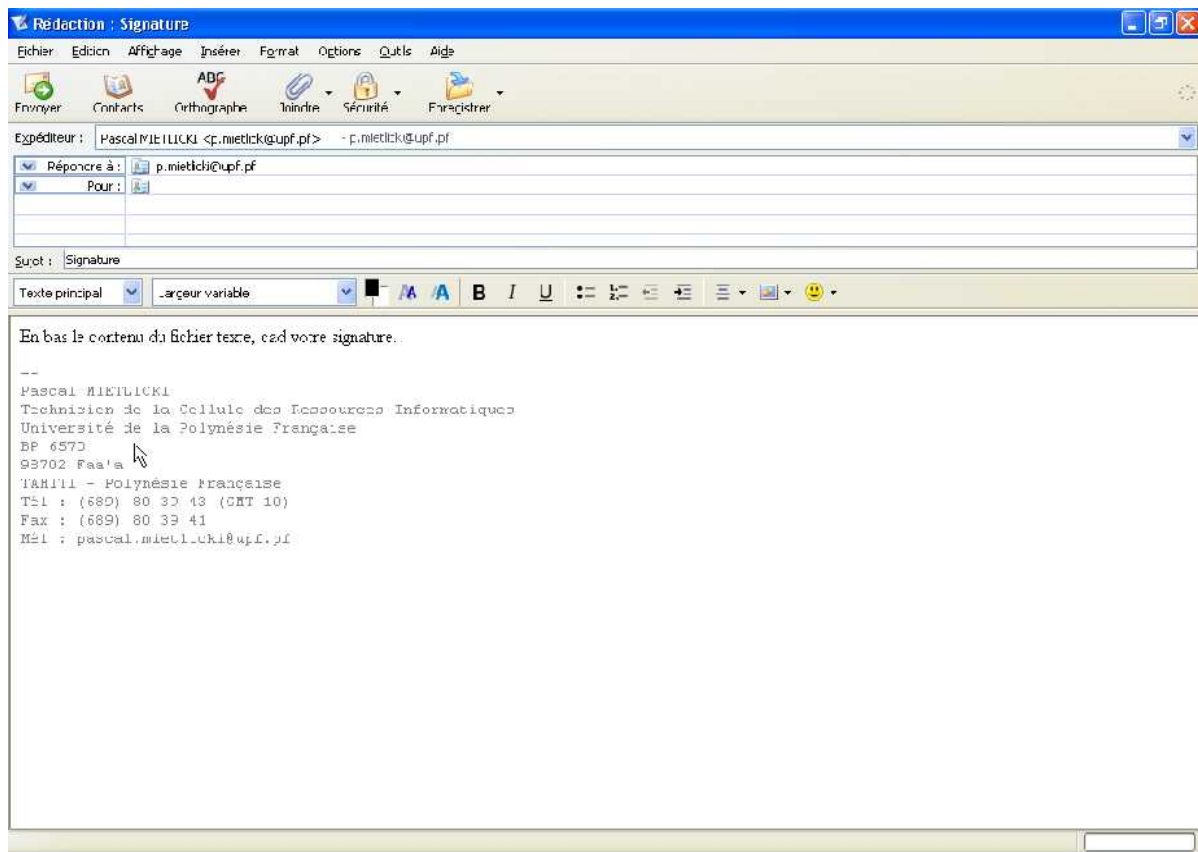 Rédaction : Signature
Fichier Edition Affichage Insérer Format Options Outils Aide
Envoyer Contacts Orthographe Joindre Sécurité Enregistrer
Expéditeur : Pascal MIETLICKI <p.mietlicki@upf.pf> - p.mietlicki@upf.pf
Répondre à : p.mietlicki@upf.pf
Pour :
Sujet : Signature
Texte principal Largeur variable
En bas le contenu du fichier texte, cad votre signature.
--
Pascal MIETLICKI
Technicien de la Cellule des Ressources Informatiques
Université de la Polynésie Française
BP 6570
98702 Faa'a
TAHITI - Polynésie Française
Tél : (689) 80 39 43 (GMT 10)
Fax : (689) 80 39 41
Mél : pascal.mietlicki@upf.pf